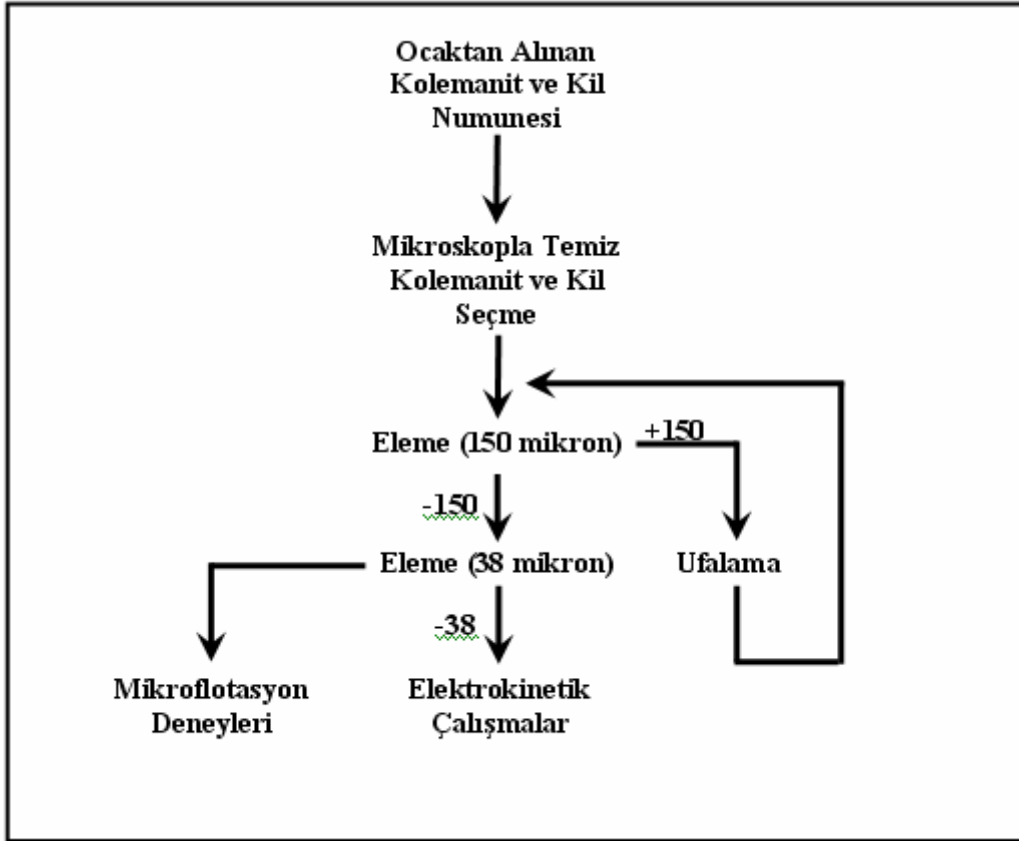 Ocaktan Alınan
Kolemanit ve Kil
Numunesi
Mikroskopla Temiz
Kolemanit ve Kil
Seçme
Eleme (150 mikron)
+150
-150
Eleme (38 mikron)
Ufalama
-38
Mikroflotasyon
Deneyleri
Elektrokinetik
Çalışmalar